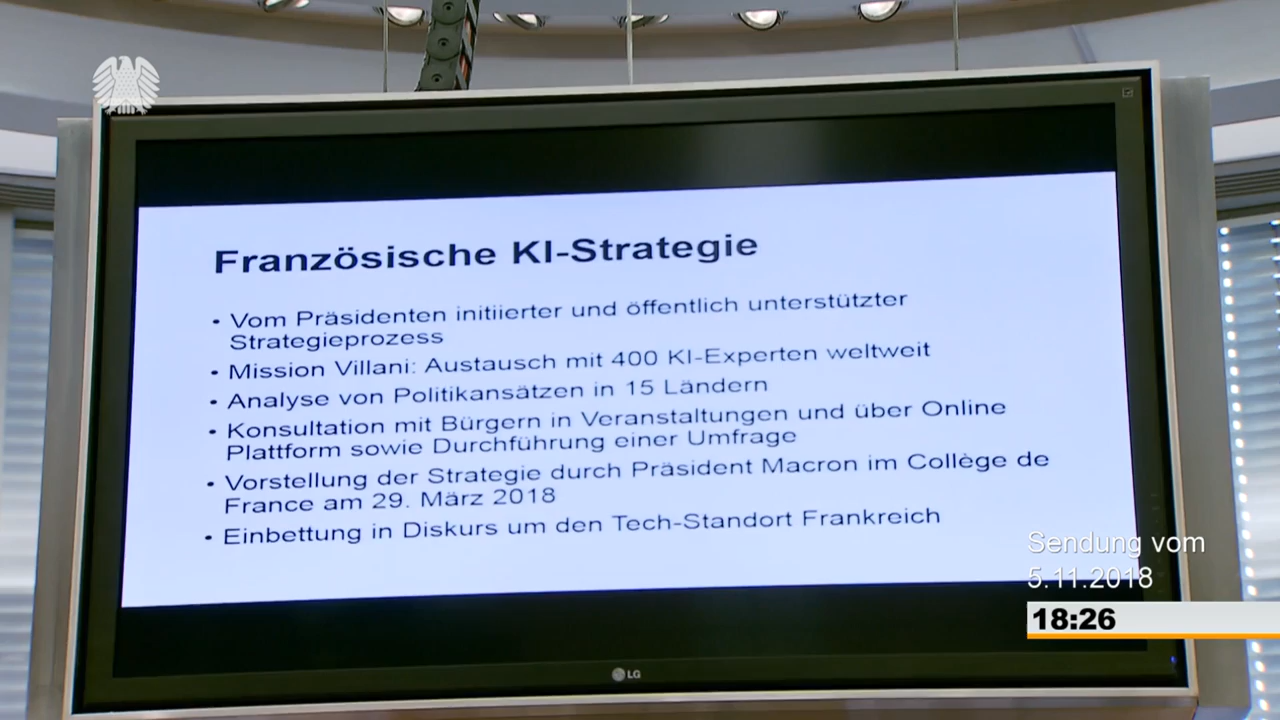 Französische KI-Strategie
• Vom Präsidenten initiierter und öffentlich unterstützter
Strategieprozess
• Mission Villani: Austausch mit 400 KI-Experten weltweit
• Analyse von Politikansätzen in 15 Ländern
• Konsultation mit Bürgern in Veranstaltungen und über Online
Plattform sowie Durchführung einer Umfrage
• Vorstellung der Strategie durch Präsident Macron im Collège de
France am 29. März 2018
• Einbettung in Diskurs um den Tech-Standort Frankreich
Sendung vom
5.11.2018
18:26
LG